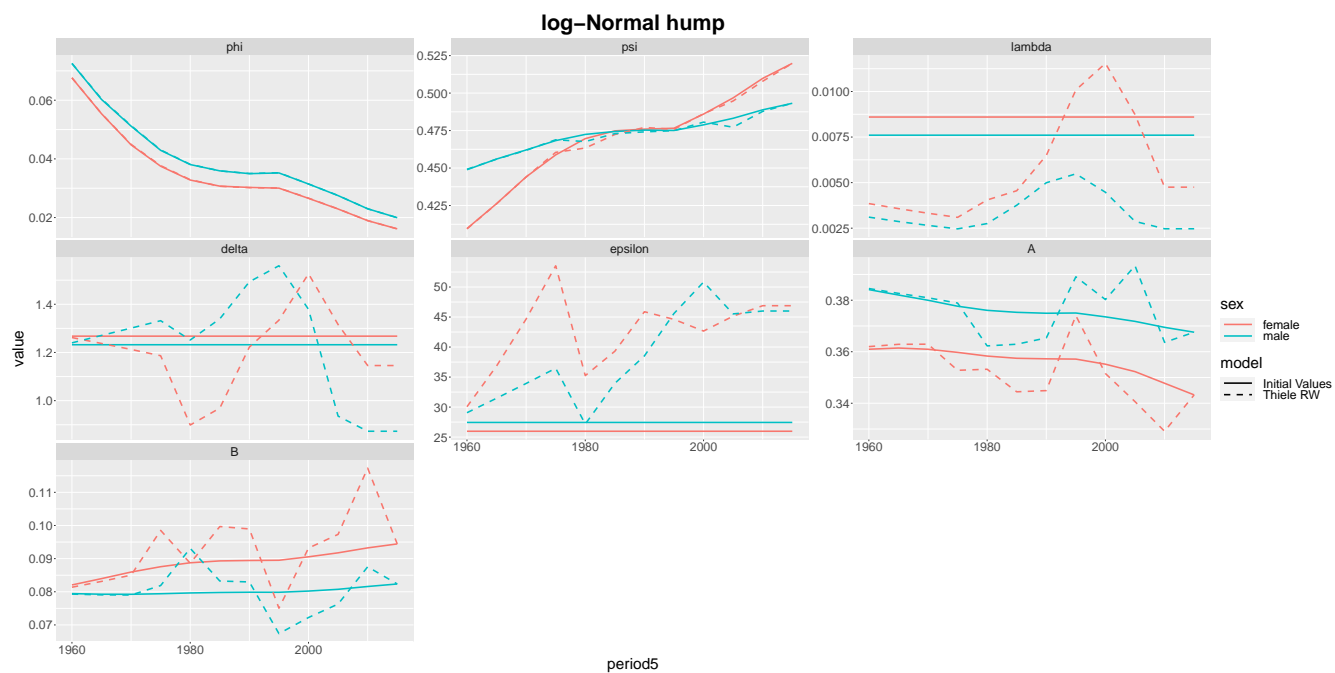 log−Normal hump
phi
psi
lambda
0.06
0.04
0.02
0.525
0.500
0.475
0.450
0.425
0.0100
0.0075
0.0050
0.0025
delta
epsilon
A
1.4
1.2
1.0
50
45
40
35
30
25
0.38
0.36
0.34
1960
1980
2000
1960
1980
2000
B
0.11
0.10
0.09
0.08
0.07
1960
1980
2000
value
period5
sex
female
male
model
Initial Values
Thiele RW